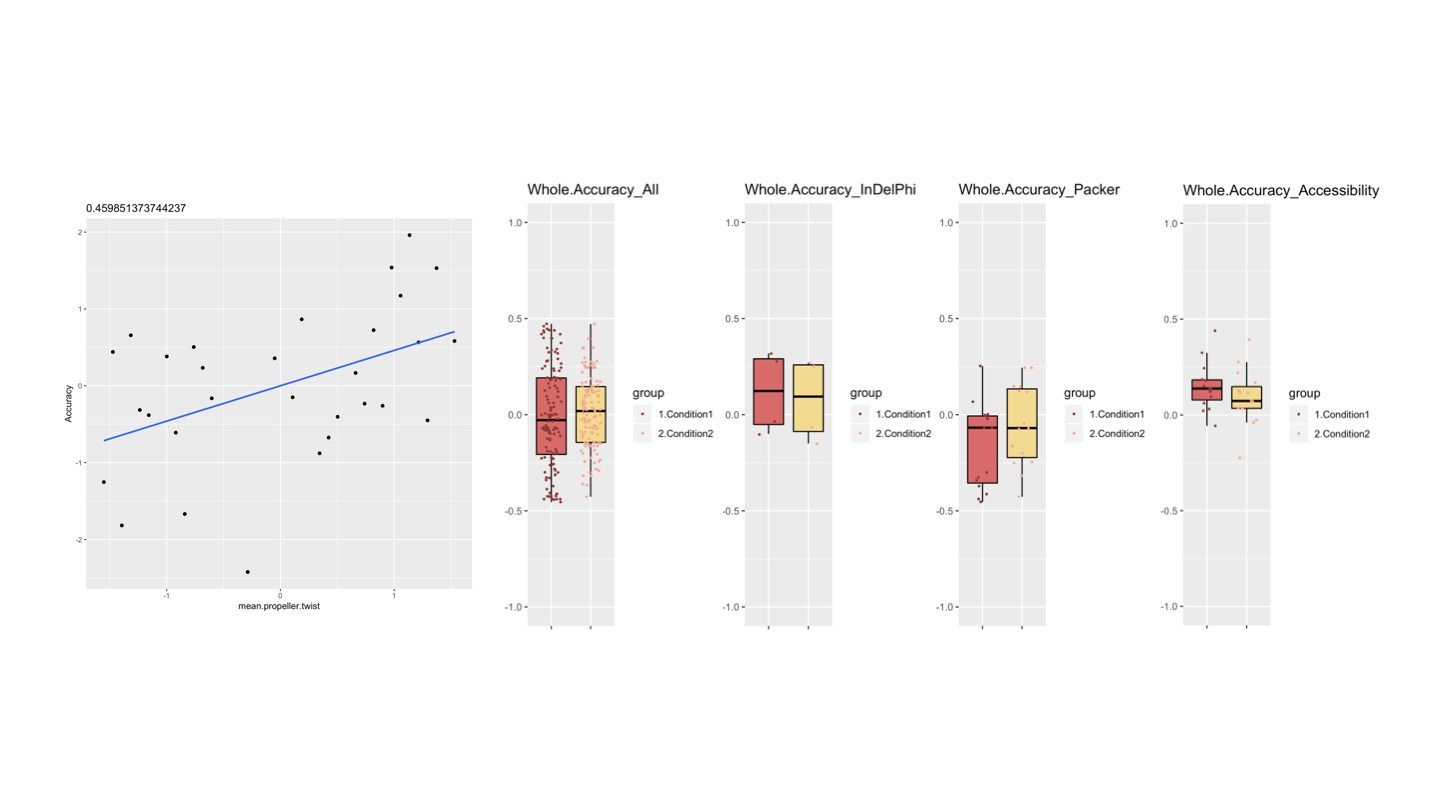 0.459851373744237
2
1
0
-1
-2
Accuracy
-1
0
1
mean.propeller.twist
Whole.Accuracy_All
1.0
0.5
0.0
-0.5
-1.0
group
1.Condition1
2.Condition2
Whole.Accuracy_InDelPhi
1.0
0.5
0.0
-0.5
-1.0
group
1.Condition1
2.Condition2
Whole.Accuracy_Packer
1.0
0.5
0.0
-0.5
-1.0
group
1.Condition1
2.Condition2
Whole.Accuracy_Accessibility
1.0
0.5
0.0
-0.5
-1.0
group
1.Condition1
2.Condition2